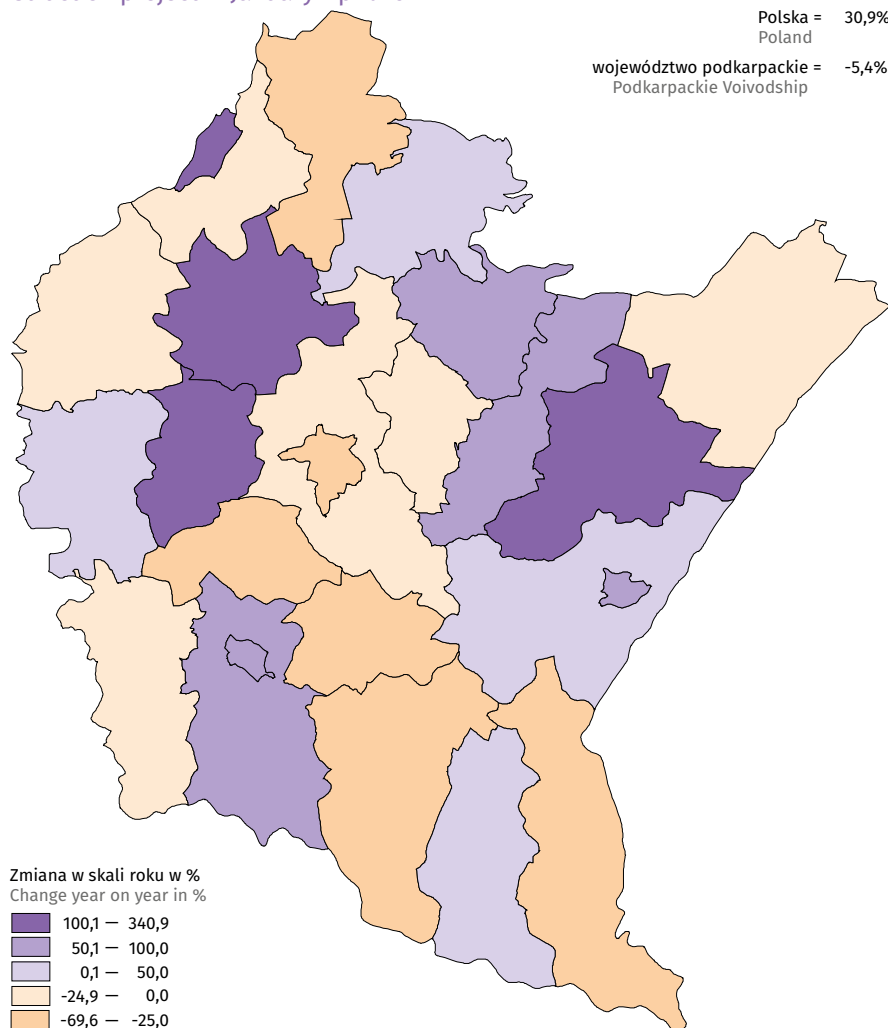 Polska = 30,9%
Poland
województwo podkarpackie = -5,4%
Podkarpackie Voivodship
Zmiana w skali roku w %
Change year on year in %
100,1 — 340,9
50,1 — 100,0
0,1 — 50,0
-24,9 — 0,0
-69,6 — -25,0